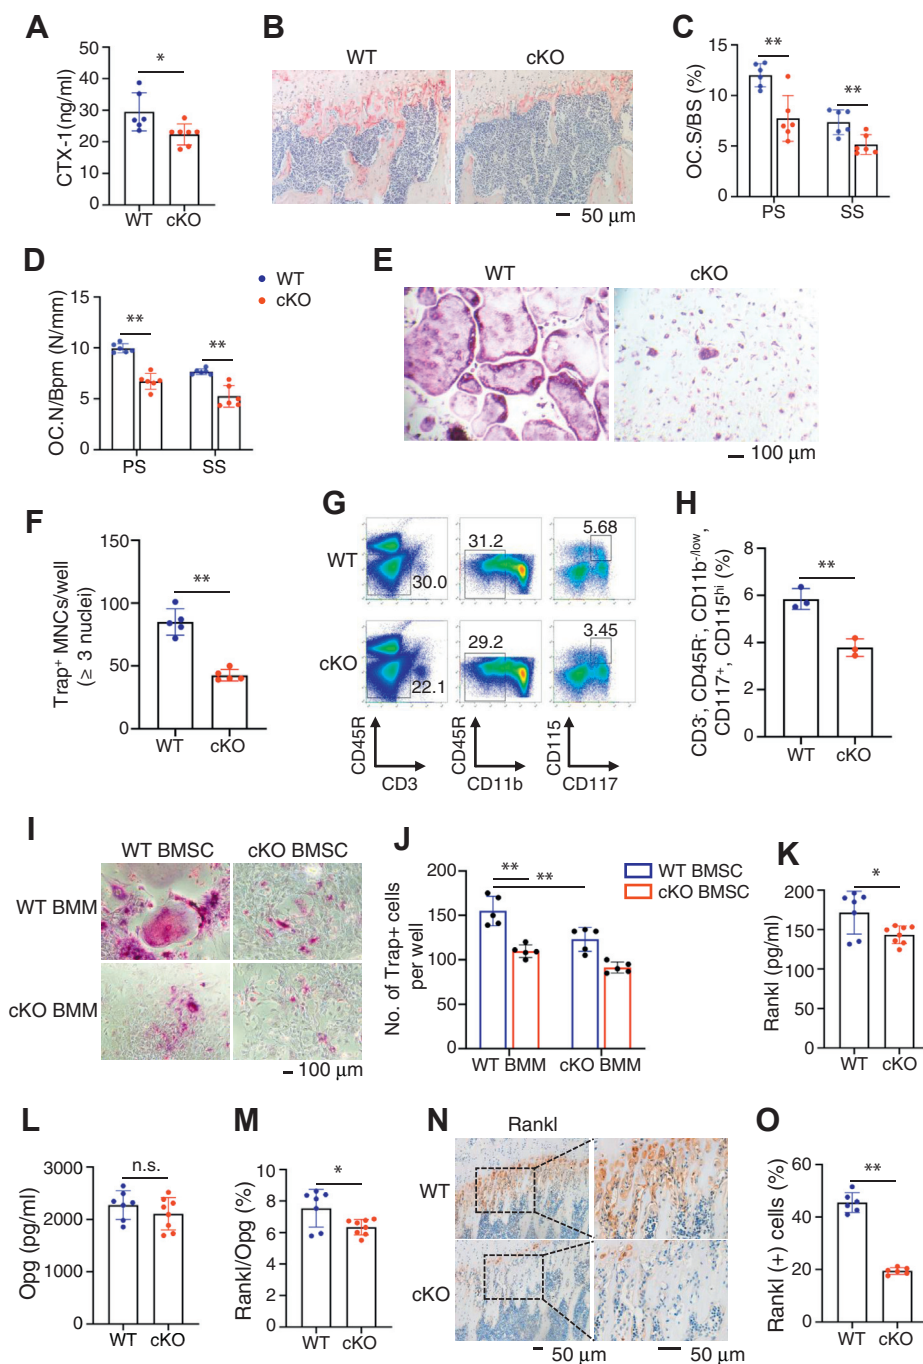 A
CTX-1 (ng/ml)
50
40
30
20
10
0
*
WT
cKO
B
WT
cKO
50 μm
C
OC.S/BS (%)
15
10
5
0
**
**
PS
SS
D
OC.N/Bpm (N/mm)
15
10
5
0
**
**
PS
SS
WT
cKO
E
WT
cKO
100 μm
F
Trap+ MNCs/well
(≥ 3 nuclei)
150
100
50
0
**
WT
cKO
G
WT
30.0
31.2
5.68
cKO
22.1
29.2
3.45
CD45R
CD3
CD45R
CD11b
CD115
CD117
H
CD3-, CD45R-, CD11b-/low,
CD117+, CD115hi (%)
8
6
4
2
0
**
WT
cKO
I
WT BMSC
cKO BMSC
WT BMM
cKO BMM
100 μm
J
No. of Trap+ cells
per well
200
150
100
50
0
**
**
WT BMM
cKO BMM
WT BMSC
cKO BMSC
K
Rankl (pg/ml)
200
150
100
50
0
*
WT
cKO
L
Opg (pg/ml)
3000
2000
1000
0
n.s.
WT
cKO
M
Rankl/Opg (%)
10
8
6
4
2
0
*
WT
cKO
N
Rankl
WT
cKO
50 μm
50 μm
O
Rankl (+) cells (%)
60
40
20
0
**
WT
cKO